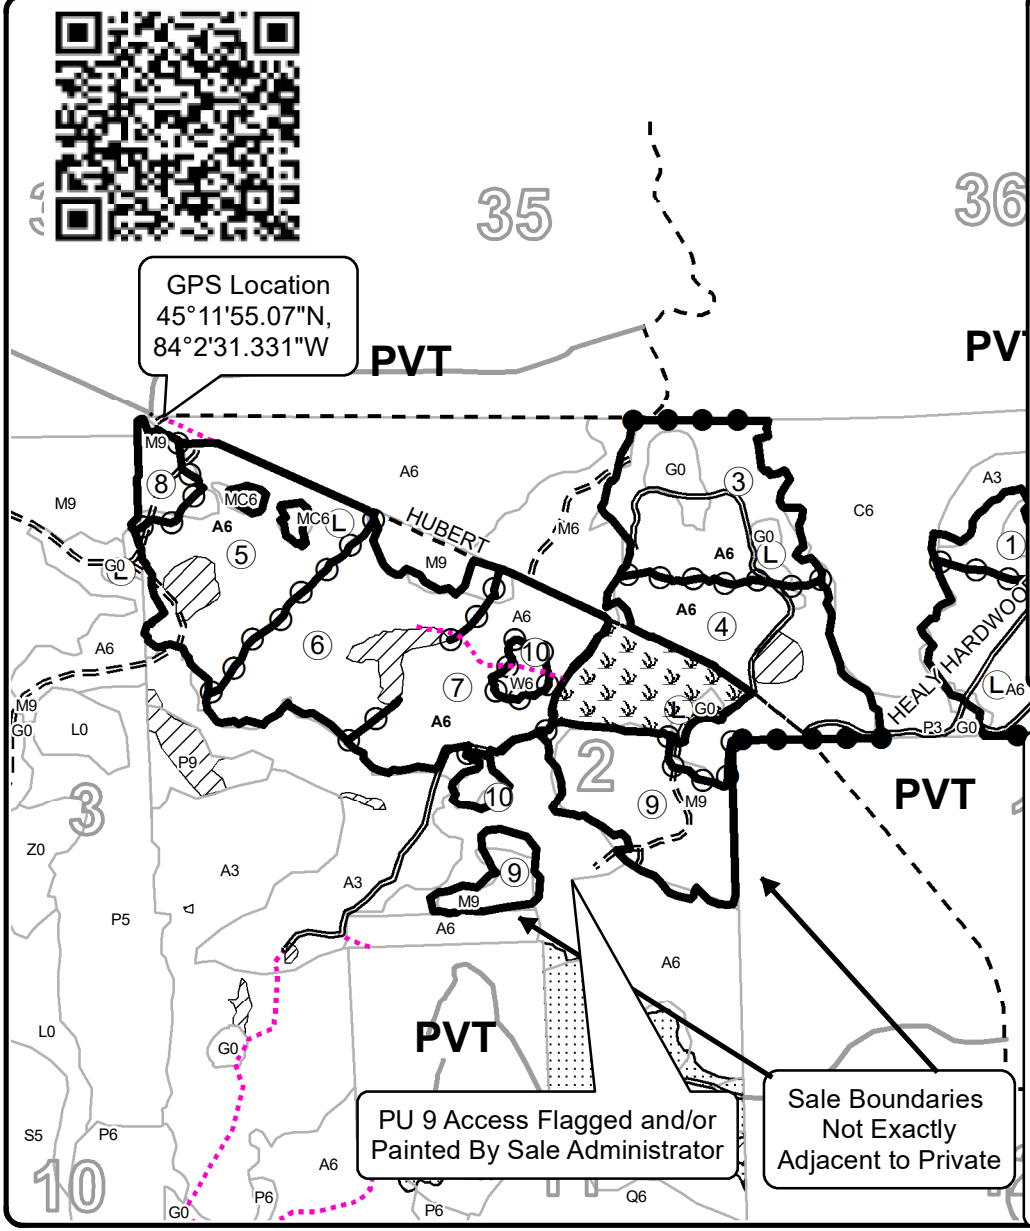 35
36
GPS Location
45°11'55.07"N,
84°2'31.331"W
PVT
M9
8
MC6
MC6
L
A6
5
A6
HUBERT
M9
M6
G0
3
A6
G0
L
C6
A3
1
M9
G0
L
A6
6
A6
10
W6
7
A6
A6
4
L
G0
HEALY/HARDWOO
L
A6
P3
G0
M9
G0
L0
P9
3
2
10
9
M9
PVT
Z0
A3
A3
9
M9
A6
P5
A6
L0
G0
PVT
PU 9 Access Flagged and/or
Painted By Sale Administrator
Sale Boundaries
Not Exactly
Adjacent to Private
S5
P6
10
A6
P6
G0
P6
Q6